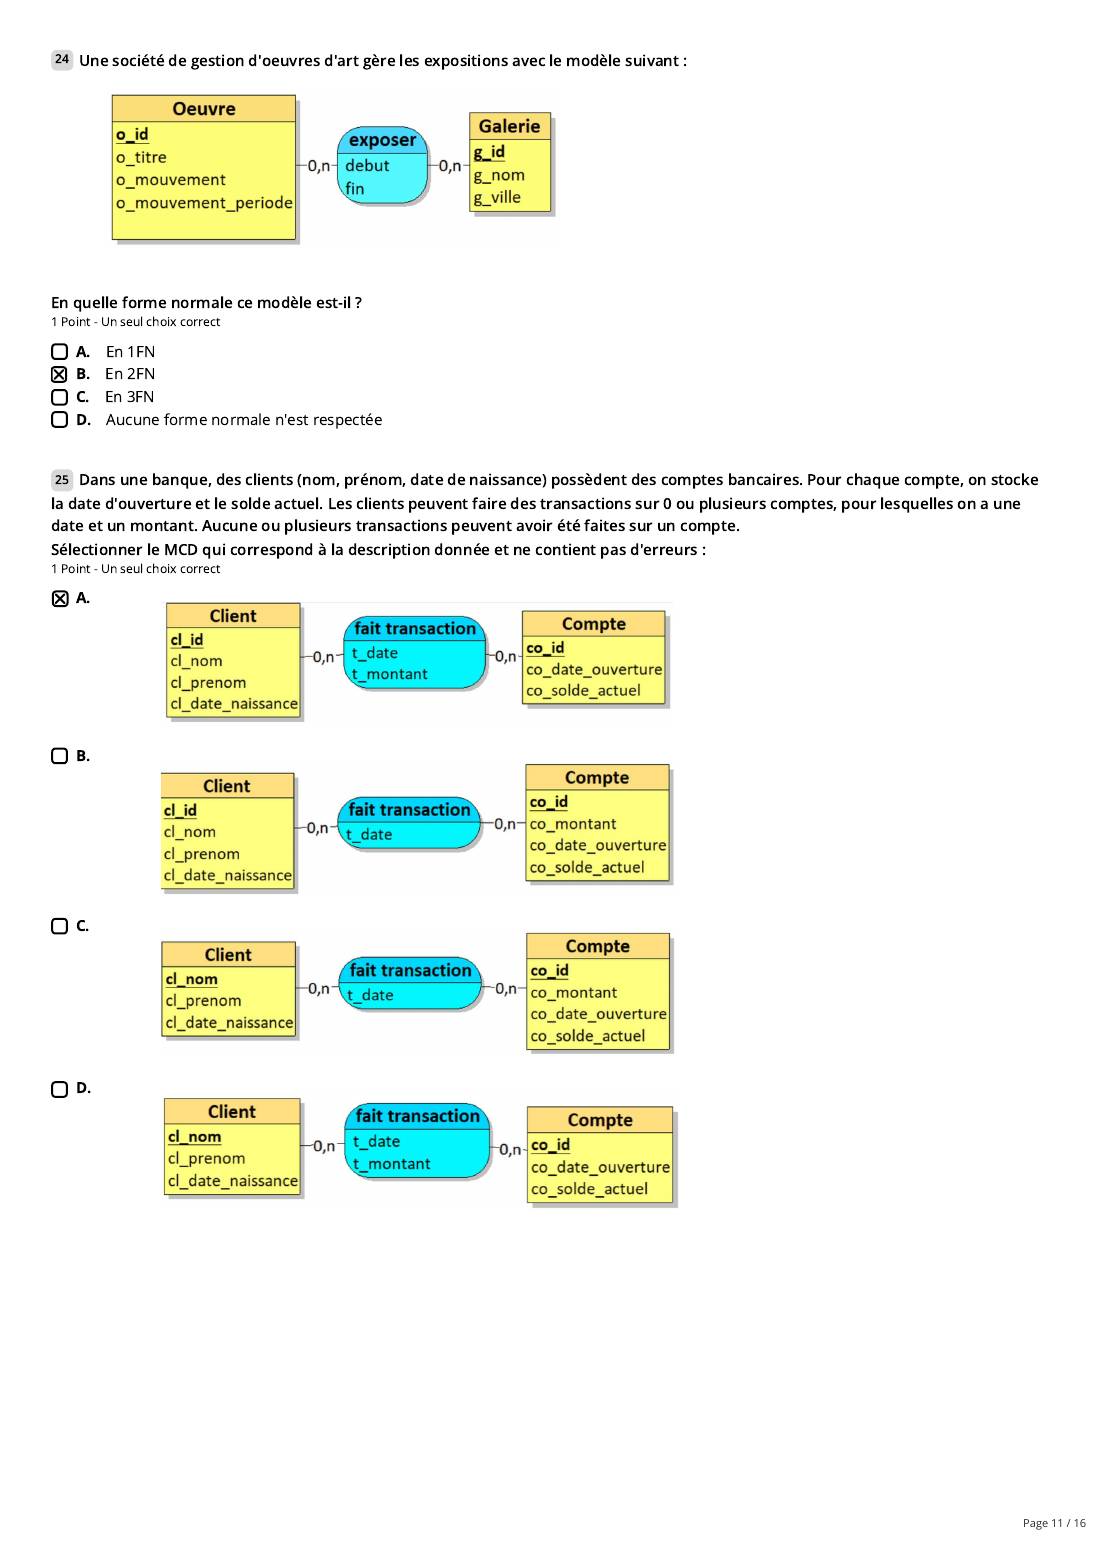 24 Une société de gestion d'oeuvres d'art gère les expositions avec le modèle suivant :
Oeuvre
o_id
o_titre
o_mouvement
o_mouvement_periode
0,n
exposer
debut
fin
0,n
Galerie
g_id
g_nom
g_ville
En quelle forme normale ce modèle est-il ?
1 Point - Un seul choix correct
A. En 1FN
B. En 2FN
C. En 3FN
D. Aucune forme normale n'est respectée
25 Dans une banque, des clients (nom, prénom, date de naissance) possèdent des comptes bancaires. Pour chaque compte, on stocke
la date d'ouverture et le solde actuel. Les clients peuvent faire des transactions sur 0 ou plusieurs comptes, pour lesquelles on a une
date et un montant. Aucune ou plusieurs transactions peuvent avoir été faites sur un compte.
Sélectionner le MCD qui correspond à la description donnée et ne contient pas d'erreurs :
1 Point - Un seul choix correct
A.
Client
cl_id
cl_nom
cl_prenom
cl_date_naissance
0,n
fait transaction
t_date
t_montant
0,n
Compte
co_id
co_date_ouverture
co_solde_actuel
B.
Client
cl_id
cl_nom
cl_prenom
cl_date_naissance
0,n
fait transaction
t_date
0,n
Compte
co_id
co_montant
co_date_ouverture
co_solde_actuel
C.
Client
cl_nom
cl_prenom
cl_date_naissance
0,n
fait transaction
t_date
0,n
Compte
co_id
co_montant
co_date_ouverture
co_solde_actuel
D.
Client
cl_nom
cl_prenom
cl_date_naissance
0,n
fait transaction
t_date
t_montant
0,n
Compte
co_id
co_date_ouverture
co_solde_actuel
Page 11 / 16